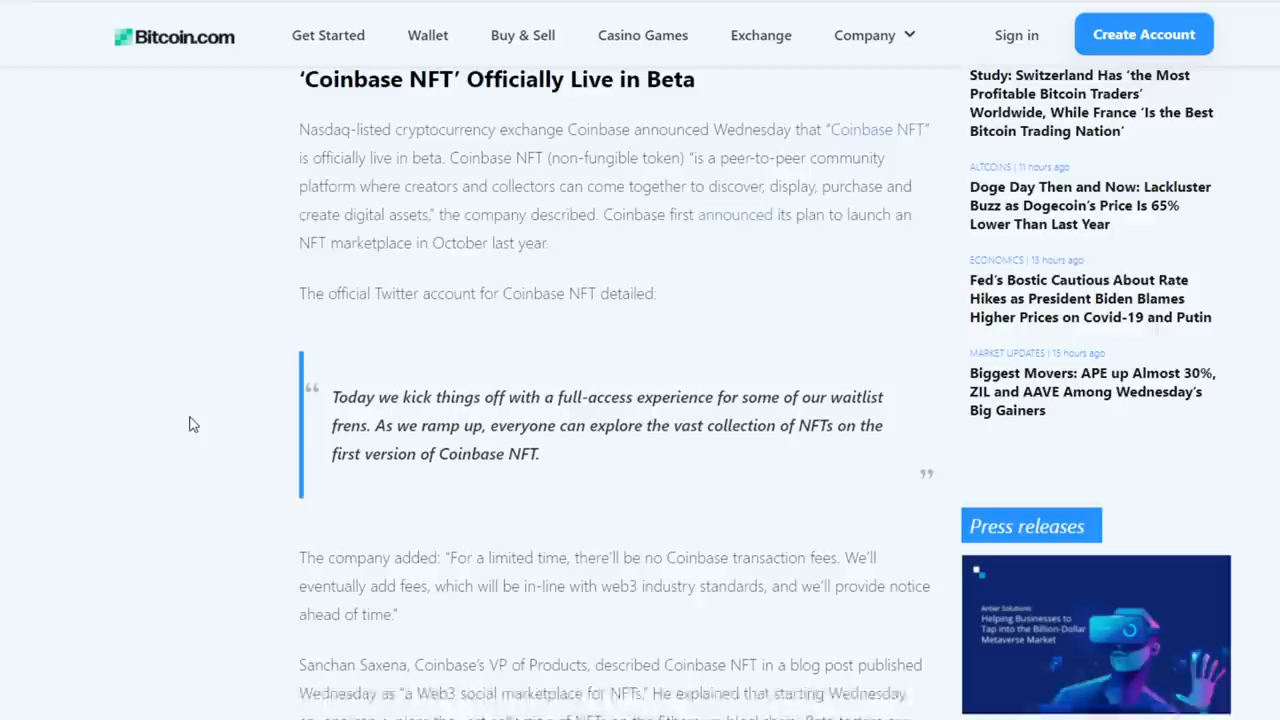 Bitcoin.com
Get Started
Wallet
Buy & Sell
Casino Games
Exchange
Company
Sign in
Create Account
‘Coinbase NFT’ Officially Live in Beta
Nasdaq-listed cryptocurrency exchange Coinbase announced Wednesday that “Coinbase NFT”
is officially live in beta. Coinbase NFT (non-fungible token) “is a peer-to-peer community
platform where creators and collectors can come together to discover, display, purchase and
create digital assets,” the company described. Coinbase first announced its plan to launch an
NFT marketplace in October last year.
The official Twitter account for Coinbase NFT detailed:
“
Today we kick things off with a full-access experience for some of our waitlist
frens. As we ramp up, everyone can explore the vast collection of NFTs on the
first version of Coinbase NFT.
”
The company added: “For a limited time, there’ll be no Coinbase transaction fees. We’ll
eventually add fees, which will be in-line with web3 industry standards, and we’ll provide notice
ahead of time.”
Sanchan Saxena, Coinbase’s VP of Products, described Coinbase NFT in a blog post published
Wednesday as “a Web3 social marketplace for NFTs.” He explained that starting Wednesday
Study: Switzerland Has ‘the Most
Profitable Bitcoin Traders’
Worldwide, While France ‘Is the Best
Bitcoin Trading Nation’
ALTCOINS | 11 hours ago
Doge Day Then and Now: Lackluster
Buzz as Dogecoin’s Price Is 65%
Lower Than Last Year
ECONOMICS | 13 hours ago
Fed’s Bostic Cautious About Rate
Hikes as President Biden Blames
Higher Prices on Covid-19 and Putin
MARKET UPDATES | 15 hours ago
Biggest Movers: APE up Almost 30%,
ZIL and AAVE Among Wednesday’s
Big Gainers
Press releases
Antier Solutions:
Helping Businesses to
Tap into the Billion-Dollar
Metaverse Market